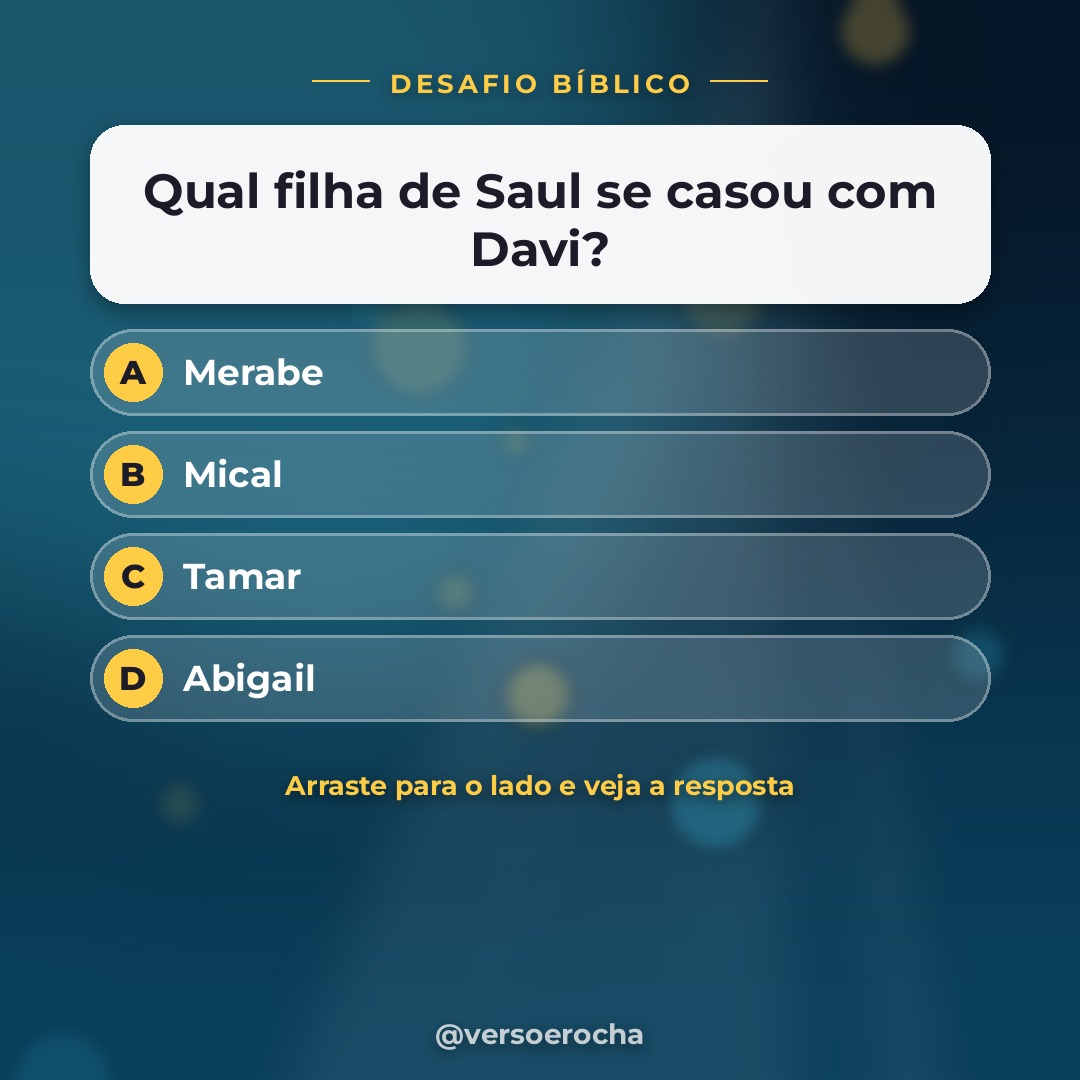 DESAFIO BÍBLICO
Qual filha de Saul se casou com
Davi?
A Merabe
B Mical
C Tamar
D Abigail
Arraste para o lado e veja a resposta
@versoerocha